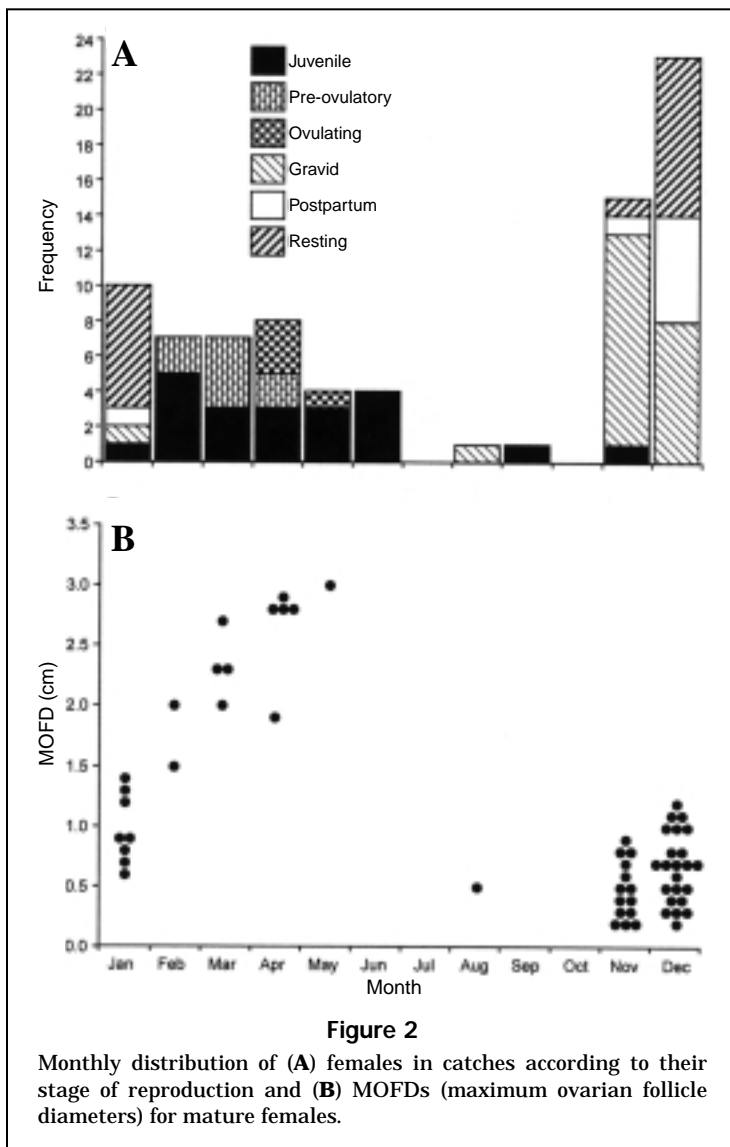 A
24
22
20
18
16
14
12
10
8
6
4
2
0
Frequency
Juvenile
Pre-ovulatory
Ovulating
Gravid
Postpartum
Resting
B
3.5
3.0
2.5
2.0
1.5
1.0
0.5
0.0
MOFD (cm)
Jan Feb Mar Apr May Jun Jul Aug Sep Oct Nov Dec
Month
Figure 2
Monthly distribution of (A) females in catches according to their
stage of reproduction and (B) MOFDs (maximum ovarian follicle
diameters) for mature females.